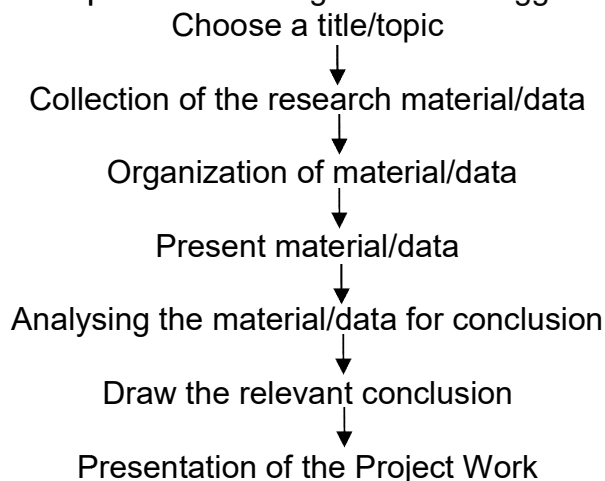 Choose a title/topic
Collection of the research material/data
Organization of material/data
Present material/data
Analysing the material/data for conclusion
Draw the relevant conclusion
Presentation of the Project Work